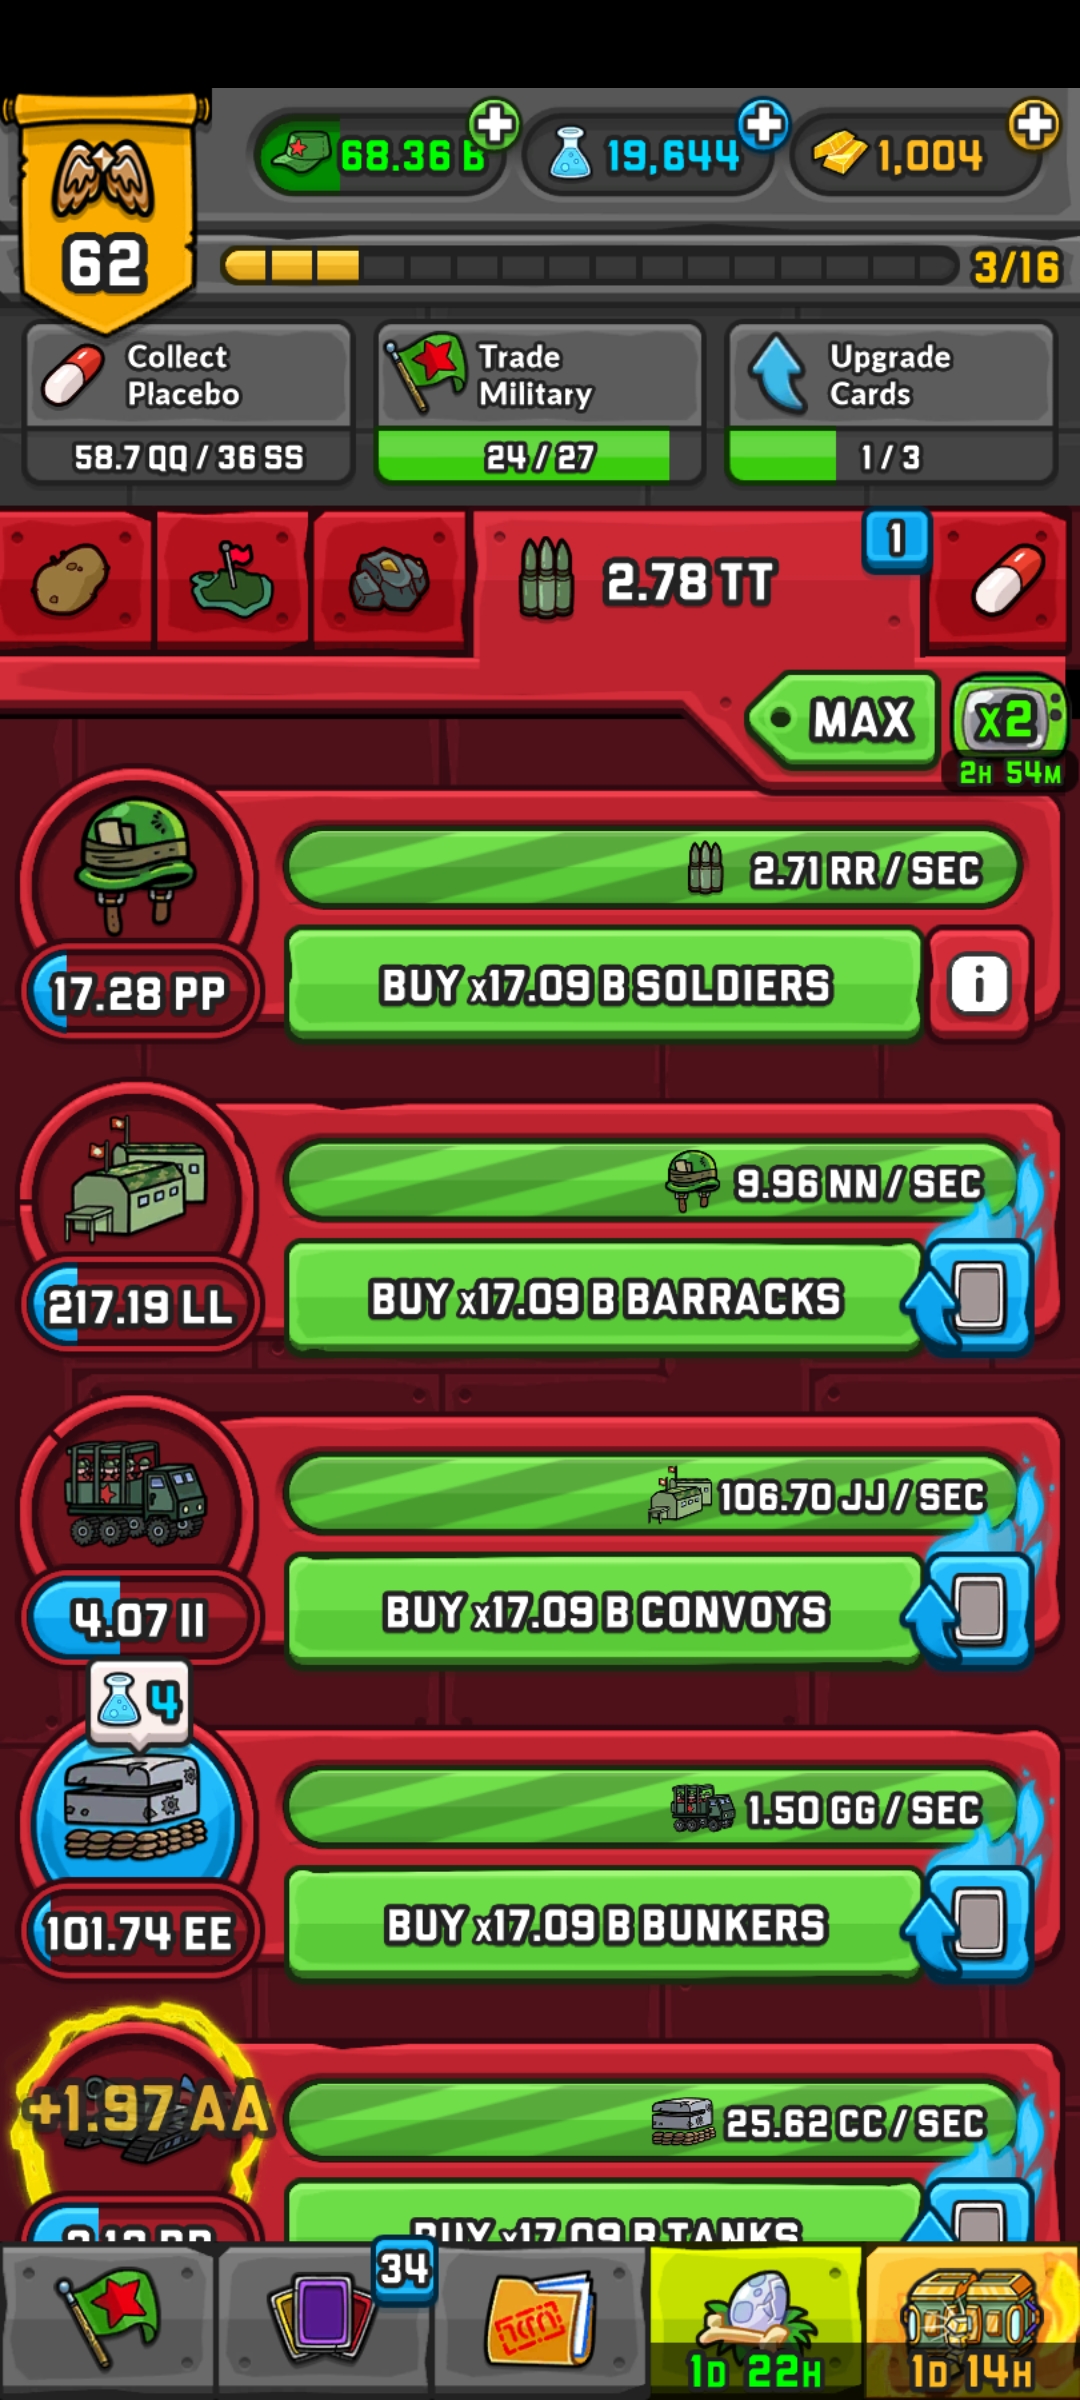 68.36 B
19,644
1,004
62
3/16
Collect
Placebo
58.7 QQ / 36 SS
Trade
Military
24 / 27
Upgrade
Cards
1 / 3
2.78 TT
1
MAX
x2
2H 54M
2.71 RR / SEC
17.28 PP
BUY x17.09 B SOLDIERS
i
9.96 NN / SEC
217.19 LL
BUY x17.09 B BARRACKS
106.70 JJ / SEC
4.07 II
BUY x17.09 B CONVOYS
4
1.50 GG / SEC
101.74 EE
BUY x17.09 B BUNKERS
+1.97 AA
25.62 CC / SEC
BUY x17.09 B TANKS
34
1D 22H
1D 14H